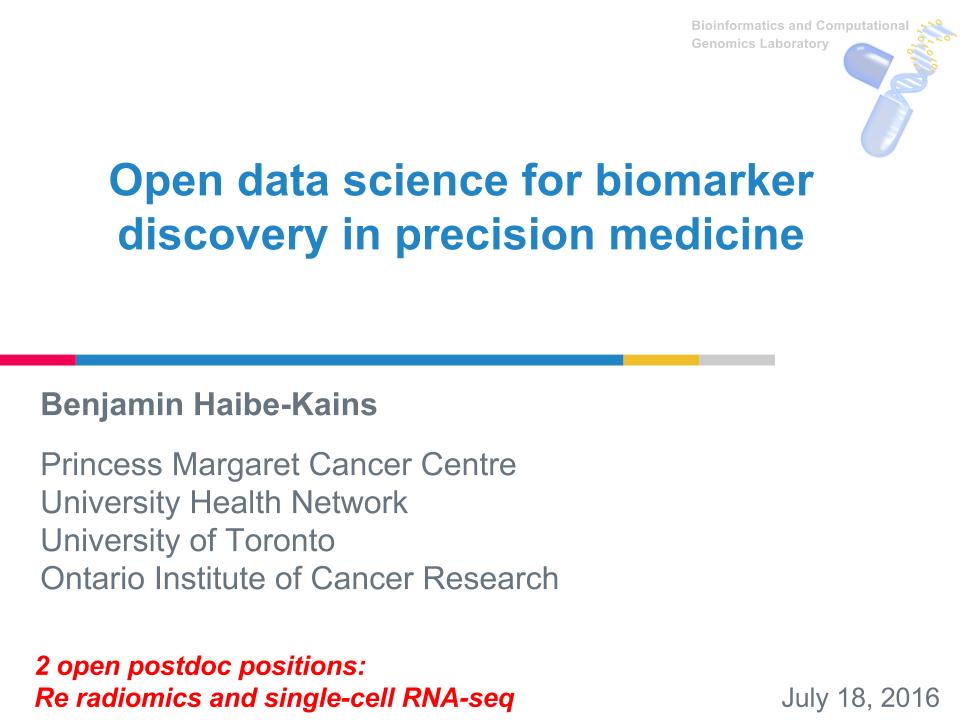 Bioinformatics and Computational
Genomics Laboratory
Open data science for biomarker
discovery in precision medicine
Benjamin Haibe-Kains
Princess Margaret Cancer Centre
University Health Network
University of Toronto
Ontario Institute of Cancer Research
2 open postdoc positions:
Re radiomics and single-cell RNA-seq
July 18, 2016